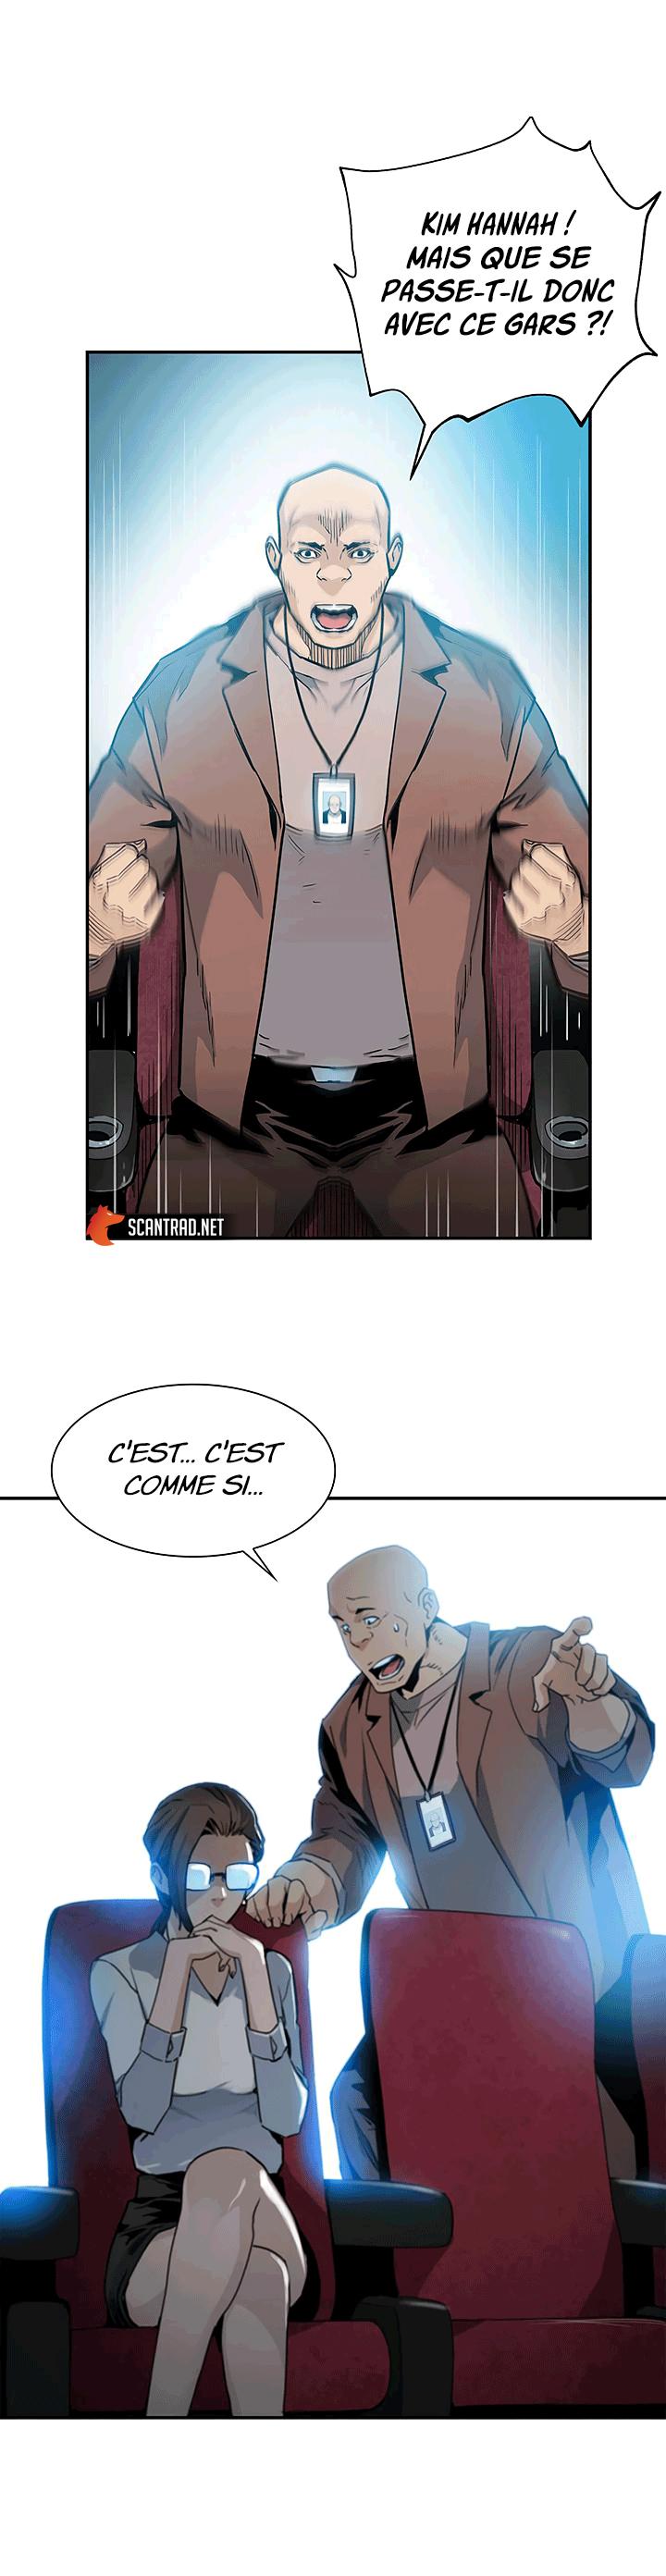 KIM HANNAH !
MAIS QUE SE
PASSE-T-IL DONC
AVEC CE GARS ?!
SCANTRAD.NET
C'EST... C'EST
COMME SI...